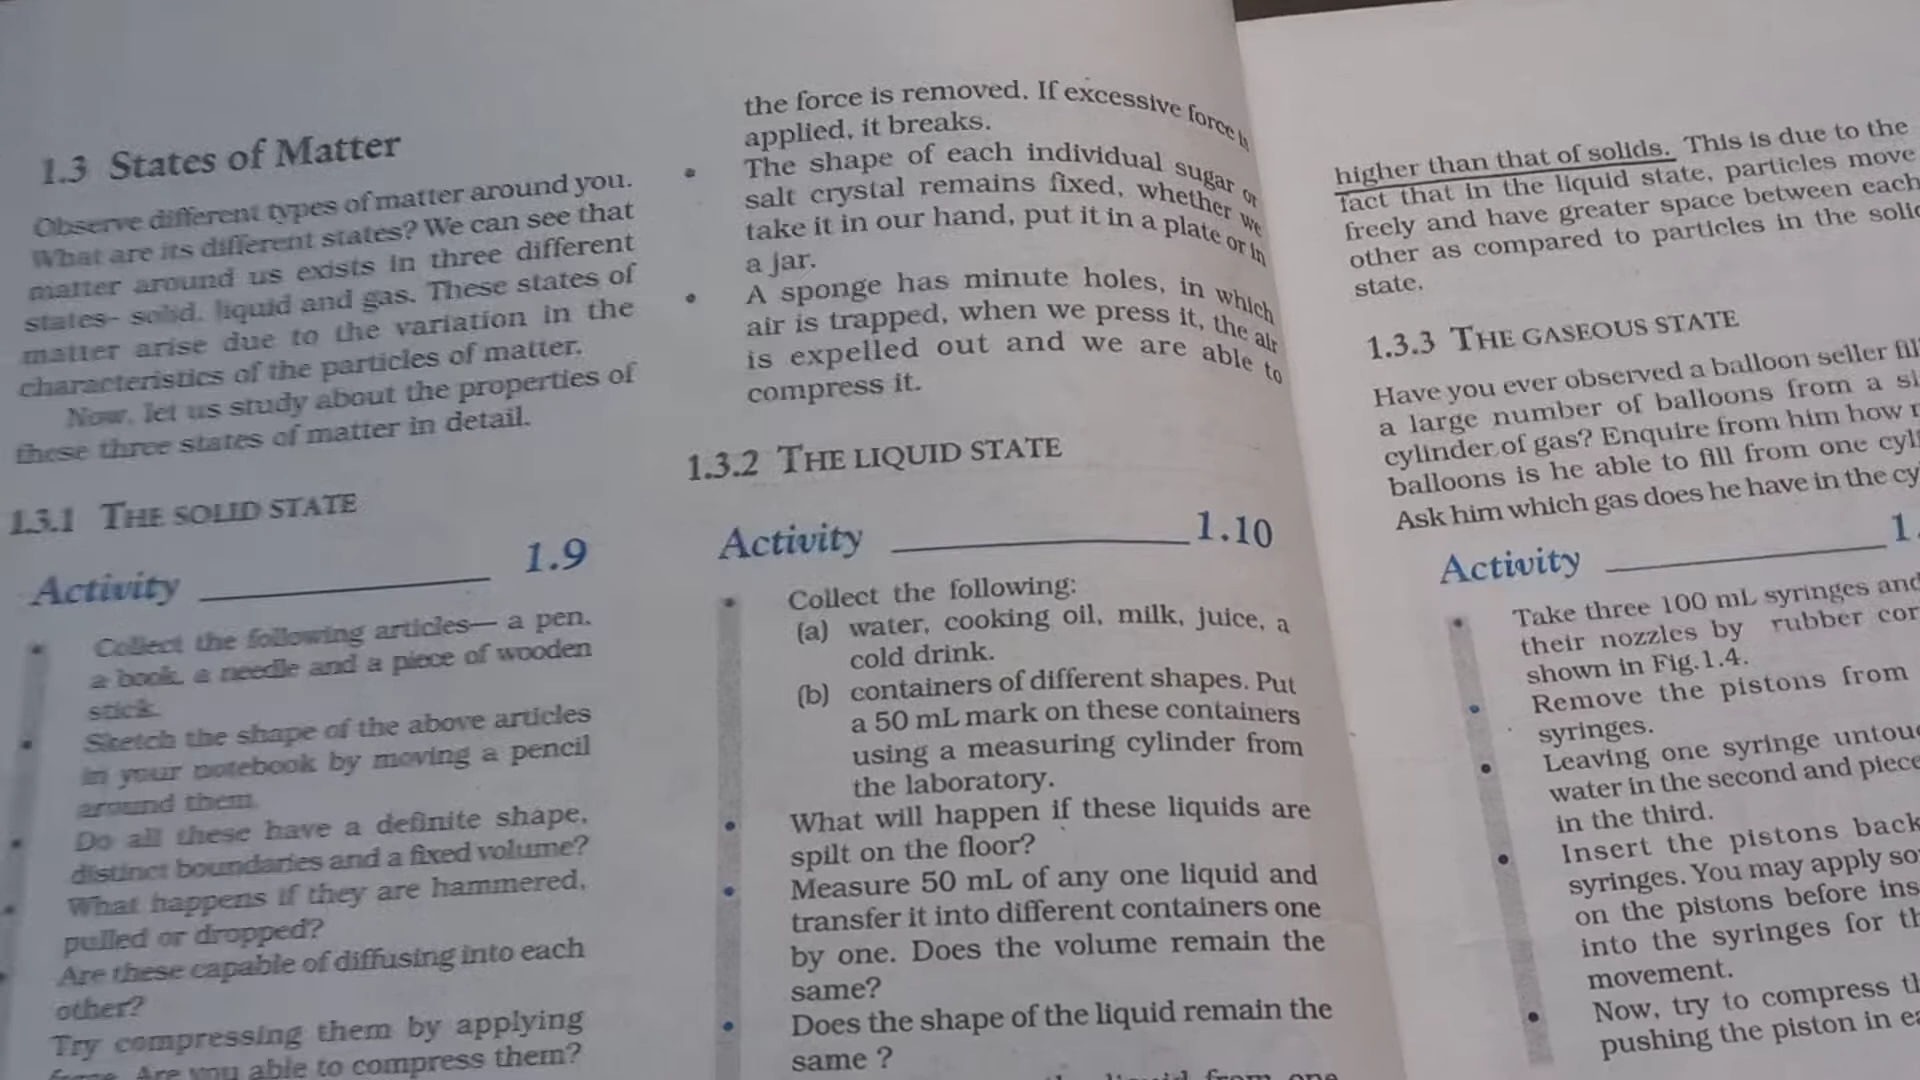 1.3 States of Matter
Observe different types of matter around you.
What are its different states? We can see that
matter around us exists in three different
states– solid, liquid and gas. These states of
matter arise due to the variation in the
characteristics of the particles of matter.
Now, let us study about the properties of
these three states of matter in detail.
1.3.1 THE SOLID STATE
Activity ______________ 1.9
• Collect the following articles— a pen,
a book, a needle and a piece of wooden
stick.
• Sketch the shape of the above articles
in your notebook by moving a pencil
around them.
• Do all these have a definite shape,
distinct boundaries and a fixed volume?
• What happens if they are hammered,
pulled or dropped?
• Are these capable of diffusing into each
other?
Try compressing them by applying
force. Are you able to compress them?
the force is removed. If excessive force is
applied, it breaks.
• The shape of each individual sugar or
salt crystal remains fixed, whether we
take it in our hand, put it in a plate or in
a jar.
• A sponge has minute holes, in which
air is trapped, when we press it, the air
is expelled out and we are able to
compress it.
1.3.2 THE LIQUID STATE
Activity ______________ 1.10
• Collect the following:
(a) water, cooking oil, milk, juice, a
cold drink.
(b) containers of different shapes. Put
a 50 mL mark on these containers
using a measuring cylinder from
the laboratory.
• What will happen if these liquids are
spilt on the floor?
• Measure 50 mL of any one liquid and
transfer it into different containers one
by one. Does the volume remain the
same?
• Does the shape of the liquid remain the
same ?
liquid from one
higher than that of solids. This is due to the
fact that in the liquid state, particles move
freely and have greater space between each
other as compared to particles in the solid
state.
1.3.3 THE GASEOUS STATE
Have you ever observed a balloon seller
a large number of balloons from a
cylinder of gas? Enquire from him how
balloons is he able to fill from one
Ask him which gas does he have in the
Activity ______________ 1.
• Take three 100 mL syringes and
their nozzles by rubber
shown in Fig. 1.4.
• Remove the pistons from
syringes.
• Leaving one syringe
water in the second and
in the third.
• Insert the pistons back
syringes. You may apply
on the pistons before
into the syringes for
movement.
• Now, try to compress
pushing the piston in